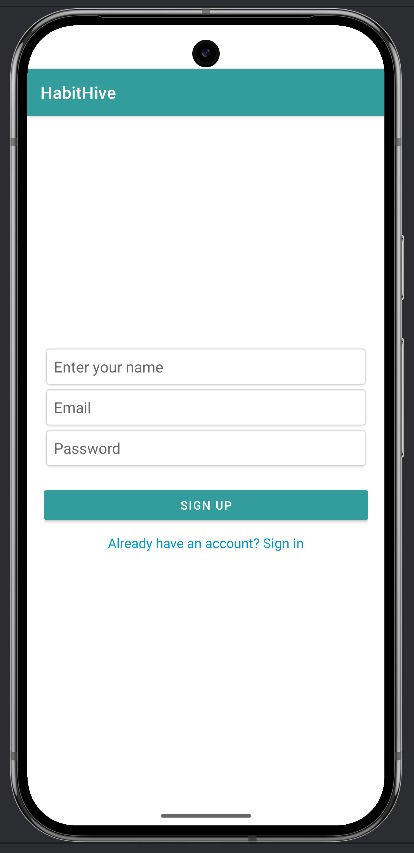 HabitHive
Enter your name
Email
Password
SIGN UP
Already have an account? Sign in